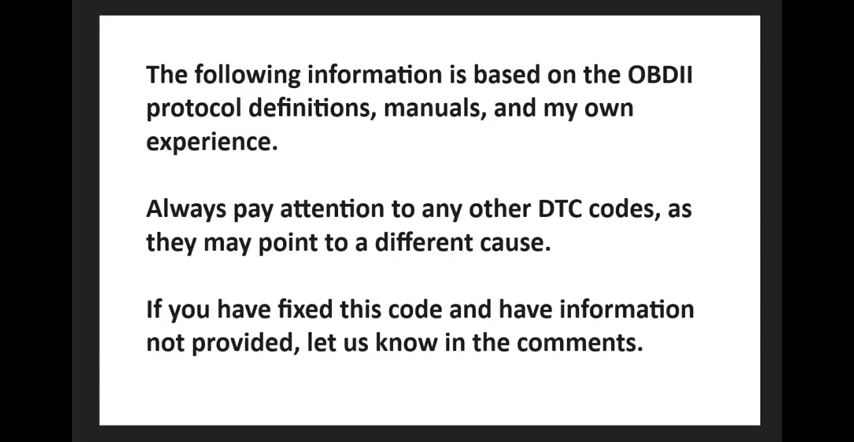 The following information is based on the OBDII
protocol definitions, manuals, and my own
experience.
Always pay attention to any other DTC codes, as
they may point to a different cause.
If you have fixed this code and have information
not provided, let us know in the comments.